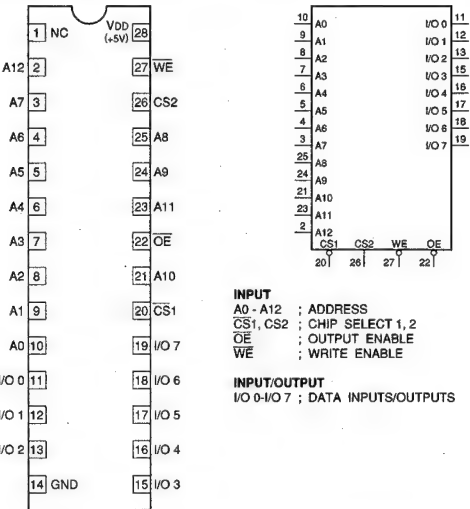 1 NC VDD (+5V) 28
A12 2 27 W̅E̅
A7 3 26 CS2
A6 4 25 A8
A5 5 24 A9
A4 6 23 A11
A3 7 22 O̅E̅
A2 8 21 A10
A1 9 20 C̅S̅1
A0 10 19 I/O 7
I/O 0 11 18 I/O 6
I/O 1 12 17 I/O 5
I/O 2 13 16 I/O 4
14 GND 15 I/O 3
10 A0 I/O 0 11
9 A1 I/O 1 12
8 A2 I/O 2 13
7 A3 I/O 3 15
6 A4 I/O 4 16
5 A5 I/O 5 17
4 A6 I/O 6 18
3 A7 I/O 7 19
25 A8
24 A9
21 A10
23 A11
2 A12
CS1 CS2 WE OE
20 26 27 22
INPUT
A0 - A12 ; ADDRESS
C̅S̅1, CS2 ; CHIP SELECT 1, 2
O̅E̅ ; OUTPUT ENABLE
W̅E̅ ; WRITE ENABLE
INPUT/OUTPUT
I/O 0-I/O 7 ; DATA INPUTS/OUTPUTS